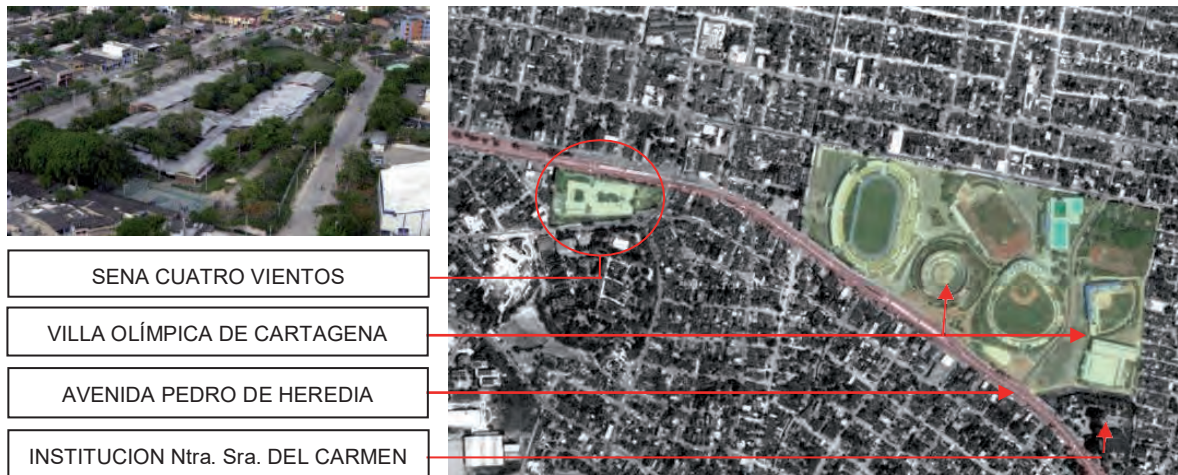 SENA CUATRO VIENTOS
VILLA OLÍMPICA DE CARTAGENA
AVENIDA PEDRO DE HEREDIA
INSTITUCION Ntra. Sra. DEL CARMEN